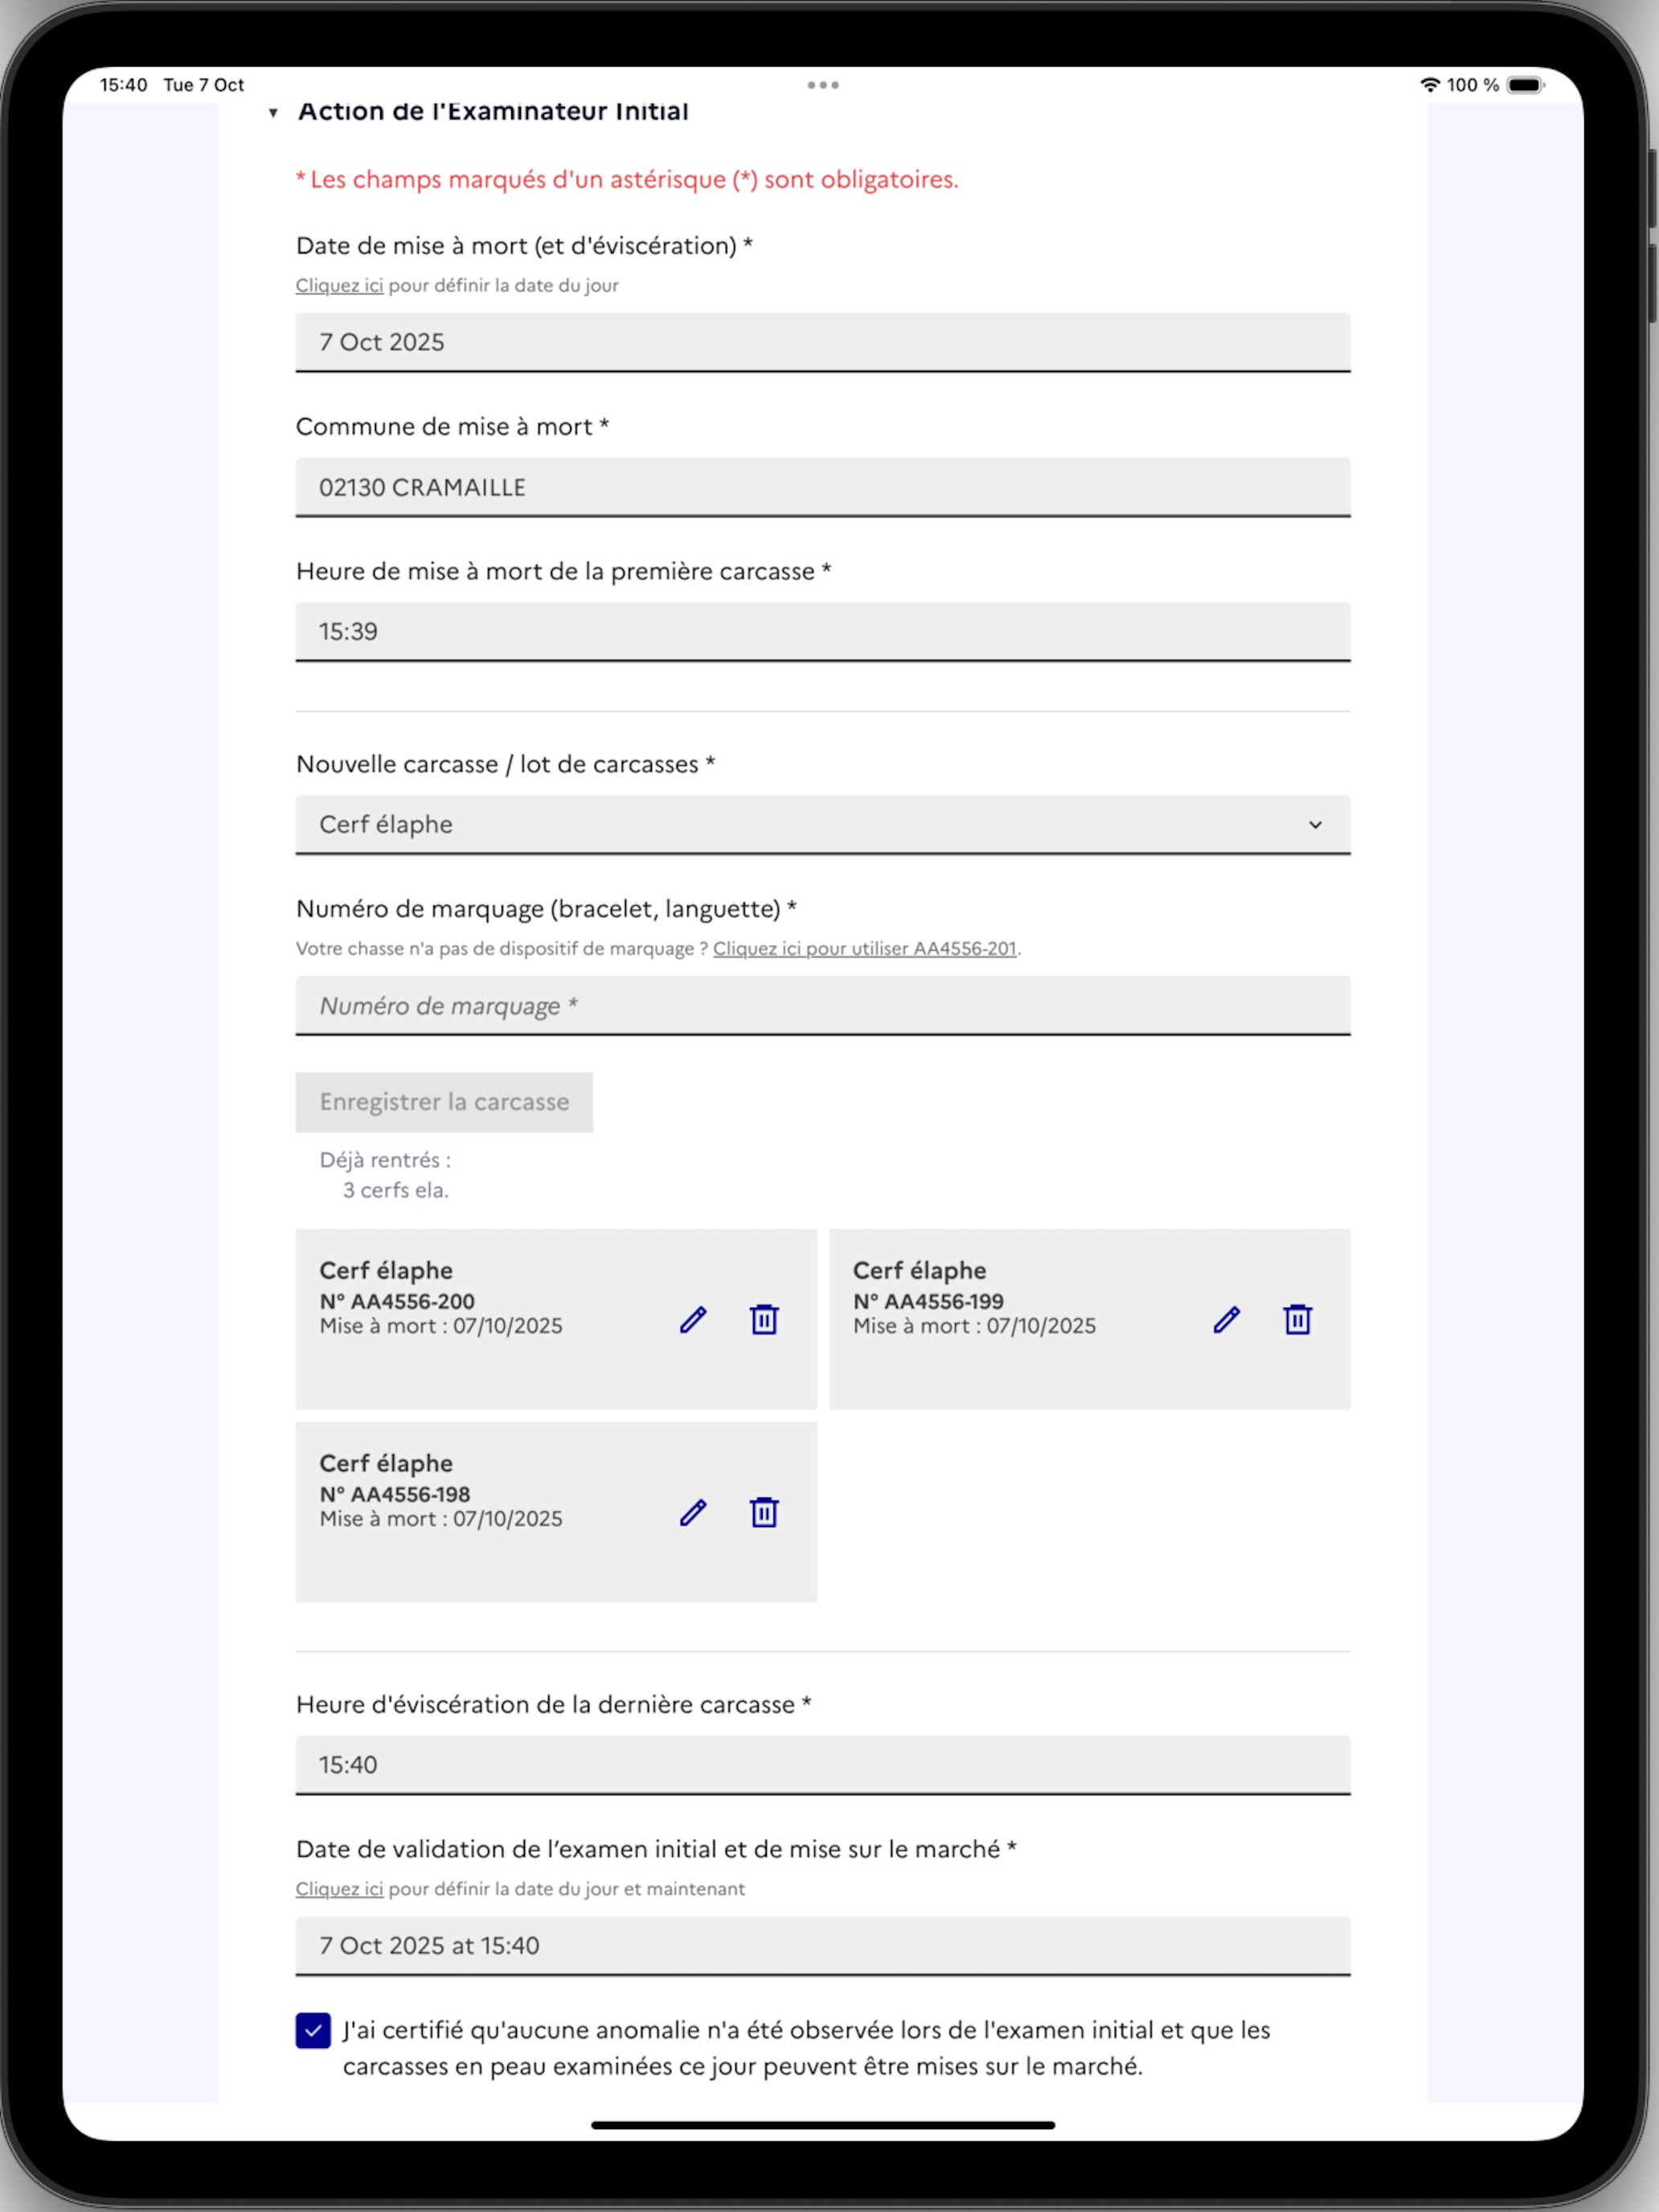 15:40 Tue 7 Oct
100 %
Action de l'Examinateur Initial
* Les champs marqués d'un astérisque (*) sont obligatoires.
Date de mise à mort (et d'éviscération) *
Cliquez ici pour définir la date du jour
7 Oct 2025
Commune de mise à mort *
02130 CRAMAILLE
Heure de mise à mort de la première carcasse *
15:39
Nouvelle carcasse / lot de carcasses *
Cerf élaphe
Numéro de marquage (bracelet, languette) *
Votre chasse n'a pas de dispositif de marquage ? Cliquez ici pour utiliser AA4556-201.
Numéro de marquage *
Enregistrer la carcasse
Déjà rentrés :
3 cerfs ela.
Cerf élaphe
N° AA4556-200
Mise à mort : 07/10/2025
Cerf élaphe
N° AA4556-199
Mise à mort : 07/10/2025
Cerf élaphe
N° AA4556-198
Mise à mort : 07/10/2025
Heure d'éviscération de la dernière carcasse *
15:40
Date de validation de l’examen initial et de mise sur le marché *
Cliquez ici pour définir la date du jour et maintenant
7 Oct 2025 at 15:40
J'ai certifié qu'aucune anomalie n'a été observée lors de l'examen initial et que les
carcasses en peau examinées ce jour peuvent être mises sur le marché.